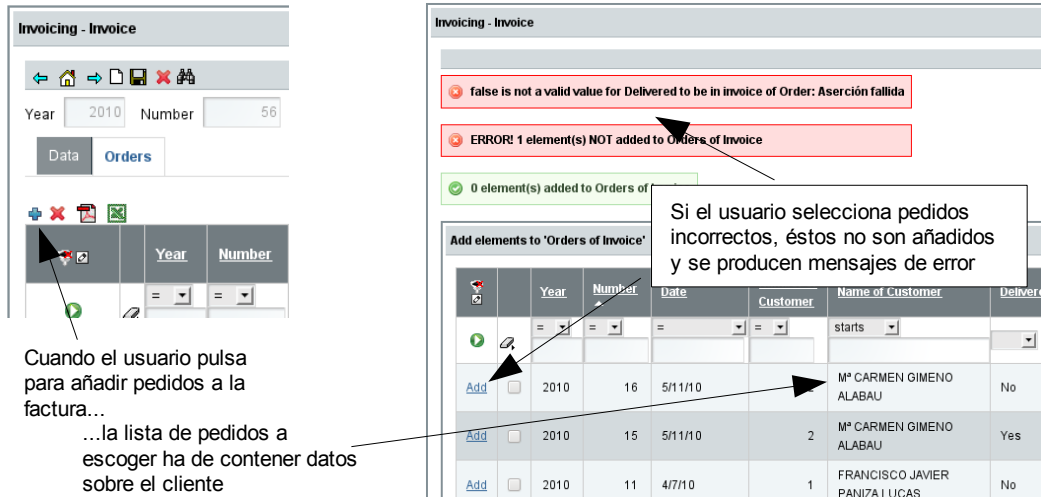 Invoicing - Invoice
Year 2010 Number 56
Data Orders
Year Number
= =
Cuando el usuario pulsa
para añadir pedidos a la
factura...
...la lista de pedidos a
escoger ha de contener datos
sobre el cliente
Invoicing - Invoice
false is not a valid value for Delivered to be in invoice of Order: Aserción fallida
ERROR! 1 element(s) NOT added to Orders of Invoice
0 element(s) added to Orders of
Si el usuario selecciona pedidos
incorrectos, éstos no son añadidos
y se producen mensajes de error
Add elements to 'Orders of Invoice'
Year Number Date Customer Name of Customer Delivere
= = = = starts
Add 2010 16 5/11/10 Mª CARMEN GIMENO
ALABAU No
Add 2010 15 5/11/10 2 Mª CARMEN GIMENO
ALABAU Yes
Add 2010 11 4/7/10 1 FRANCISCO JAVIER
PANIZA LUCAS No